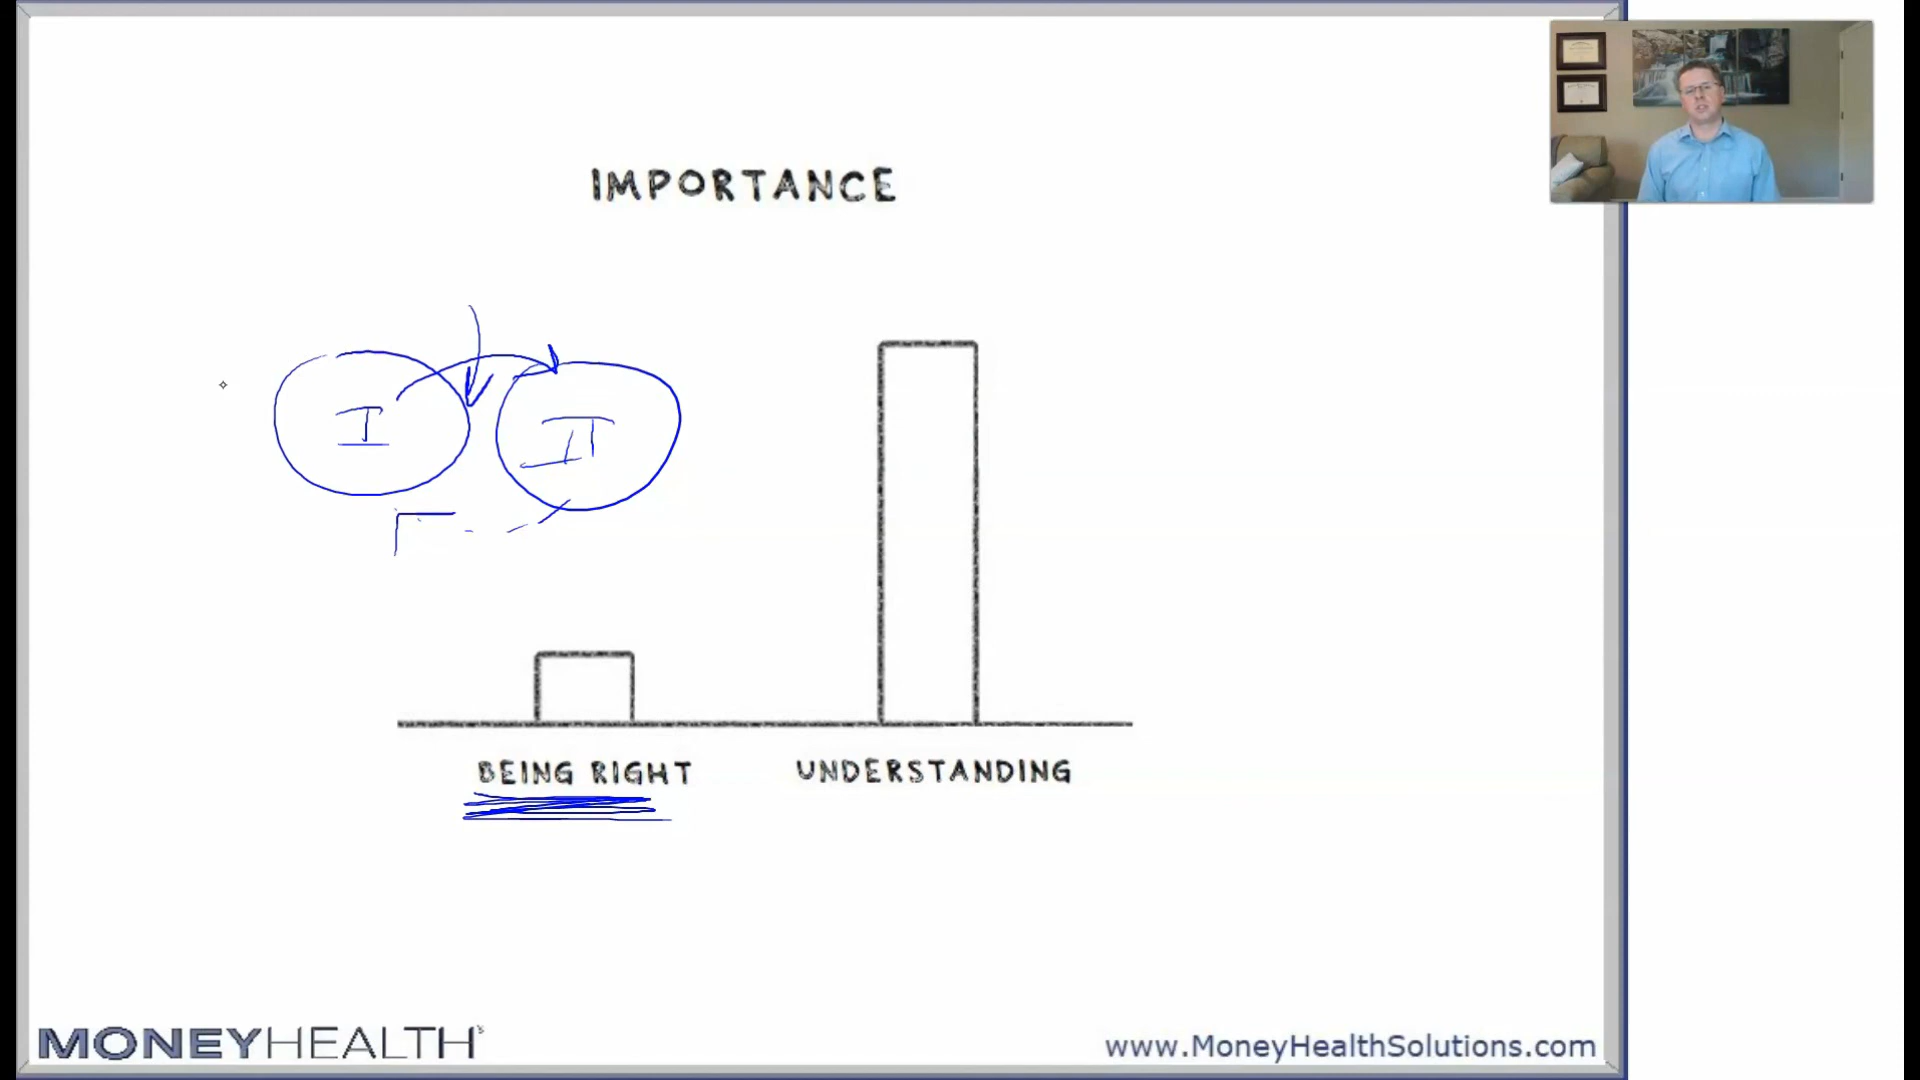 IMPORTANCE
I
II
BEING RIGHT
UNDERSTANDING
MONEYHEALTH
www.MoneyHealthSolutions.com